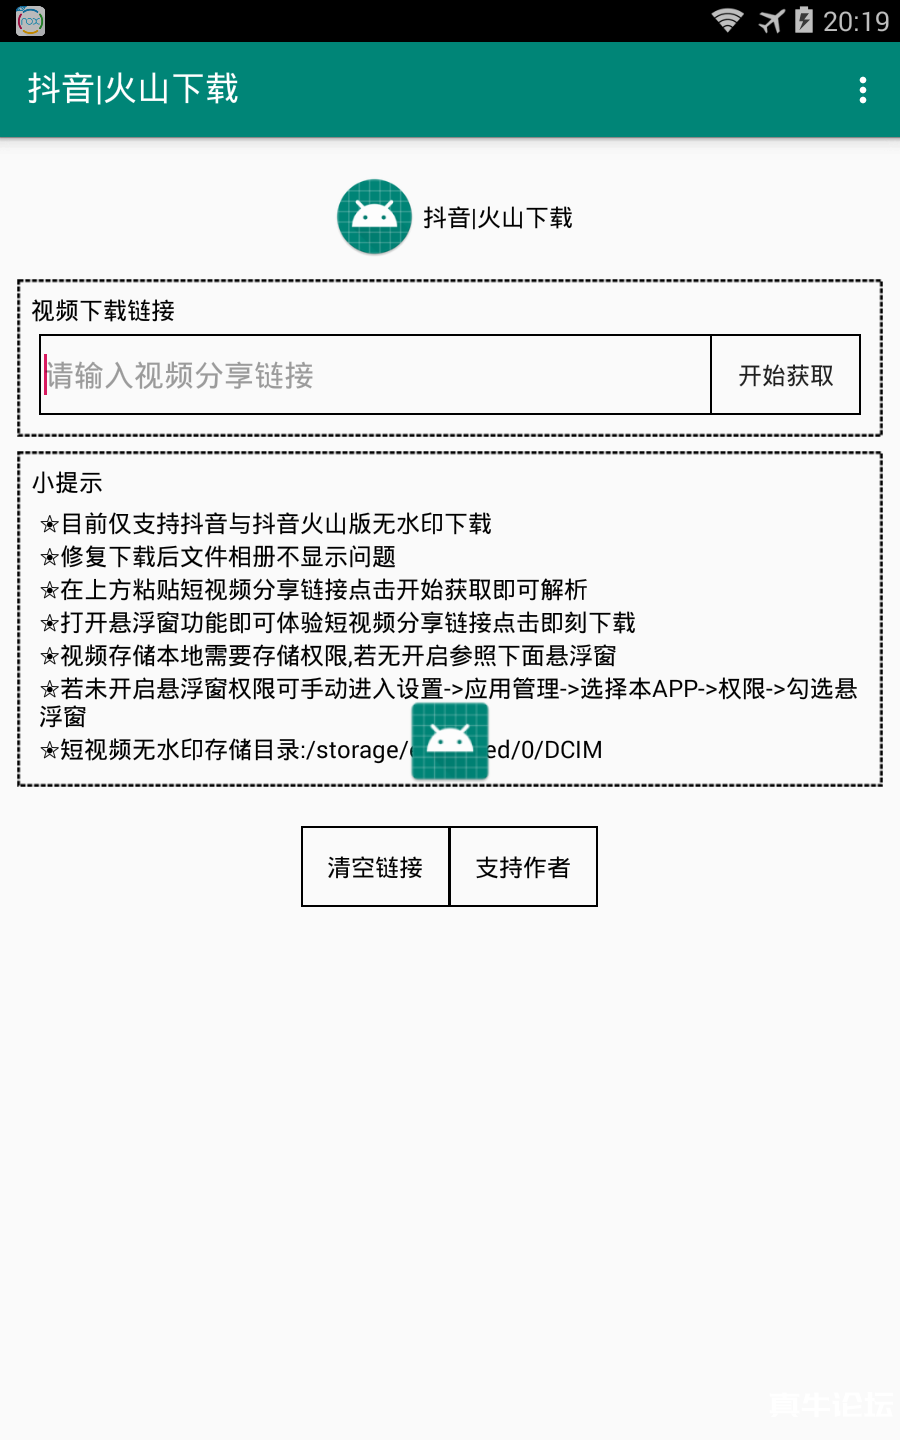 nox
20:19
抖音|火山下载
抖音|火山下载
视频下载链接
请输入视频分享链接
开始获取
小提示
☆目前仅支持抖音与抖音火山版无水印下载
☆修复下载后文件相册不显示问题
☆在上方粘贴短视频分享链接点击开始获取即可解析
☆打开悬浮窗功能即可体验短视频分享链接点击即刻下载
☆视频存储本地需要存储权限,若无开启参照下面悬浮窗
☆若未开启悬浮窗权限可手动进入设置->应用管理->选择本APP->权限->勾选悬
浮窗
☆短视频无水印存储目录:/storage/ ed/0/DCIM
清空链接
支持作者
真牛论坛